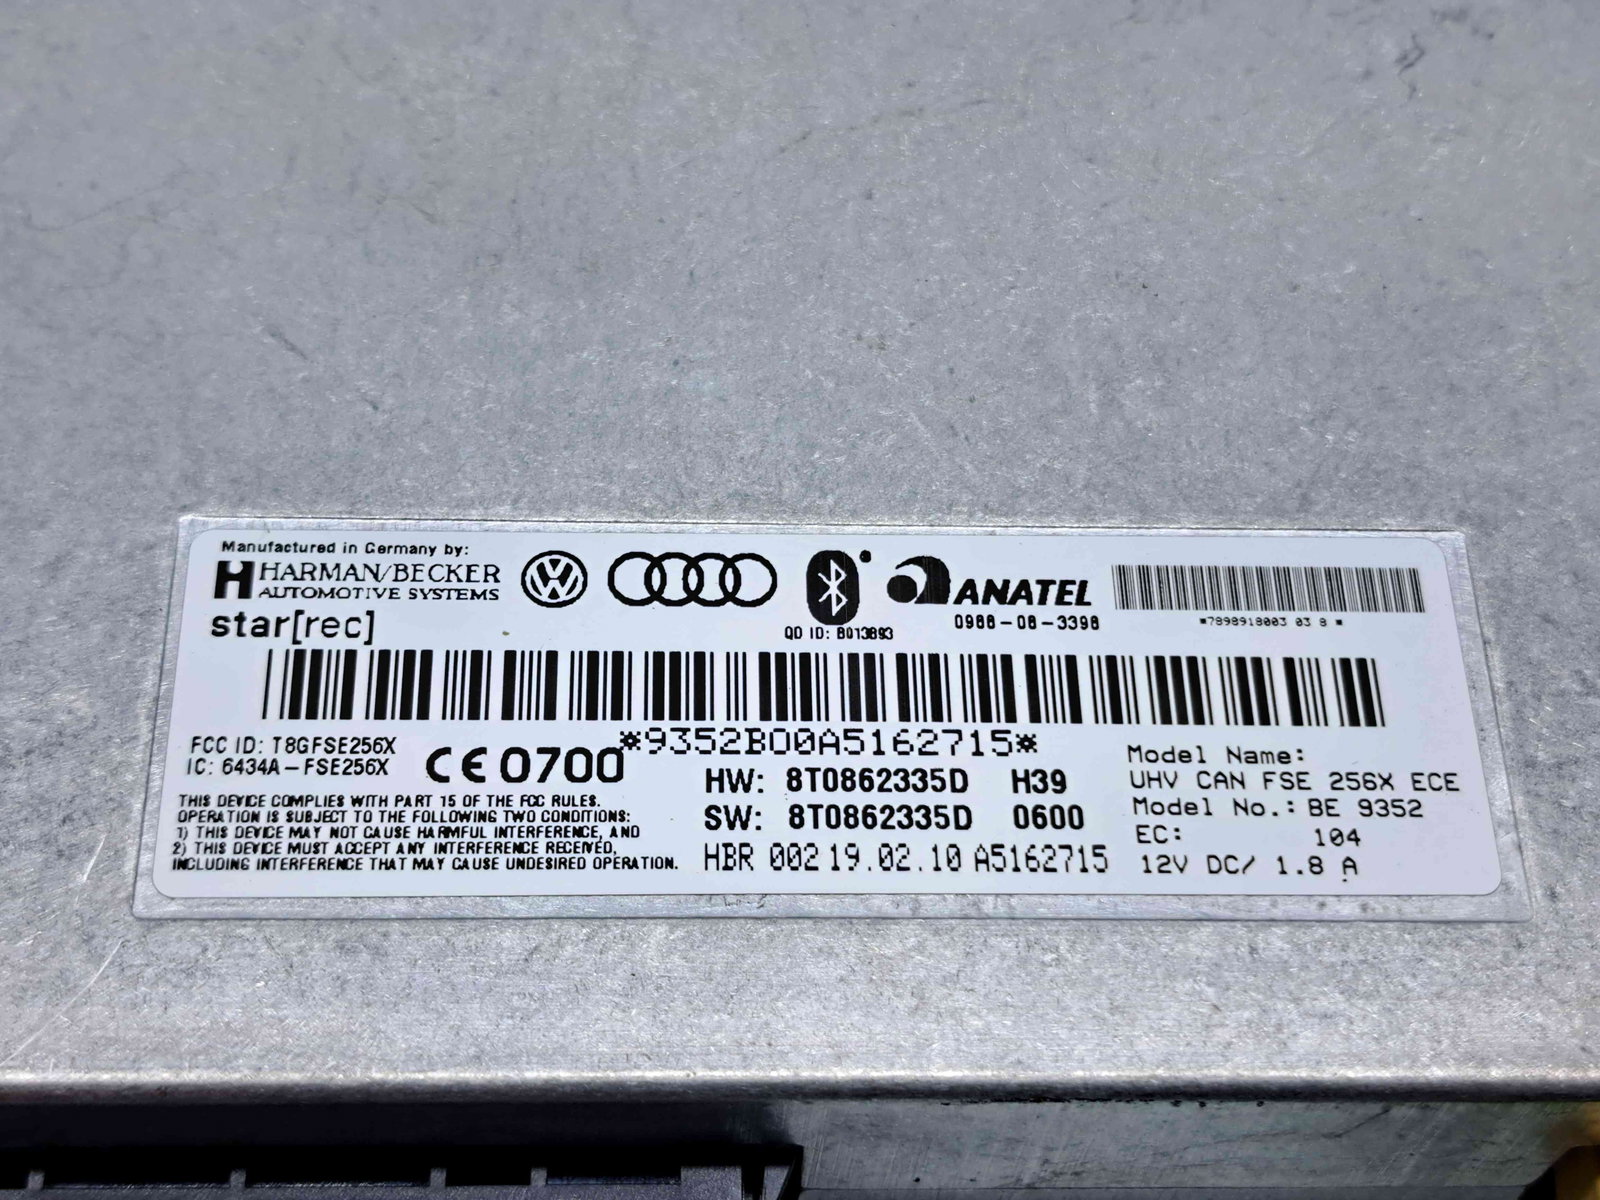 Manufactured in Germany by:
HARMAN/BECKER
AUTOMOTIVE SYSTEMS
star[rec]
QD ID: B013893
ANATEL
0988-08-3398
*7898918003 03 8 *
*9352B00A5162715*
FCC ID: T8GFSE256X
IC: 6434A-FSE256X
CE 0700
THIS DEVICE COMPLIES WITH PART 15 OF THE FCC RULES.
OPERATION IS SUBJECT TO THE FOLLOWING TWO CONDITIONS:
1) THIS DEVICE MAY NOT CAUSE HARMFUL INTERFERENCE, AND
2) THIS DEVICE MUST ACCEPT ANY INTERFERENCE RECEIVED,
INCLUDING INTERFERENCE THAT MAY CAUSE UNDESIRED OPERATION.
HW: 8T0862335D H39
SW: 8T0862335D 0600
HBR 002 19.02.10 A5162715
Model Name:
UHV CAN FSE 256X ECE
Model No.: BE 9352
EC: 104
12V DC/ 1.8 A